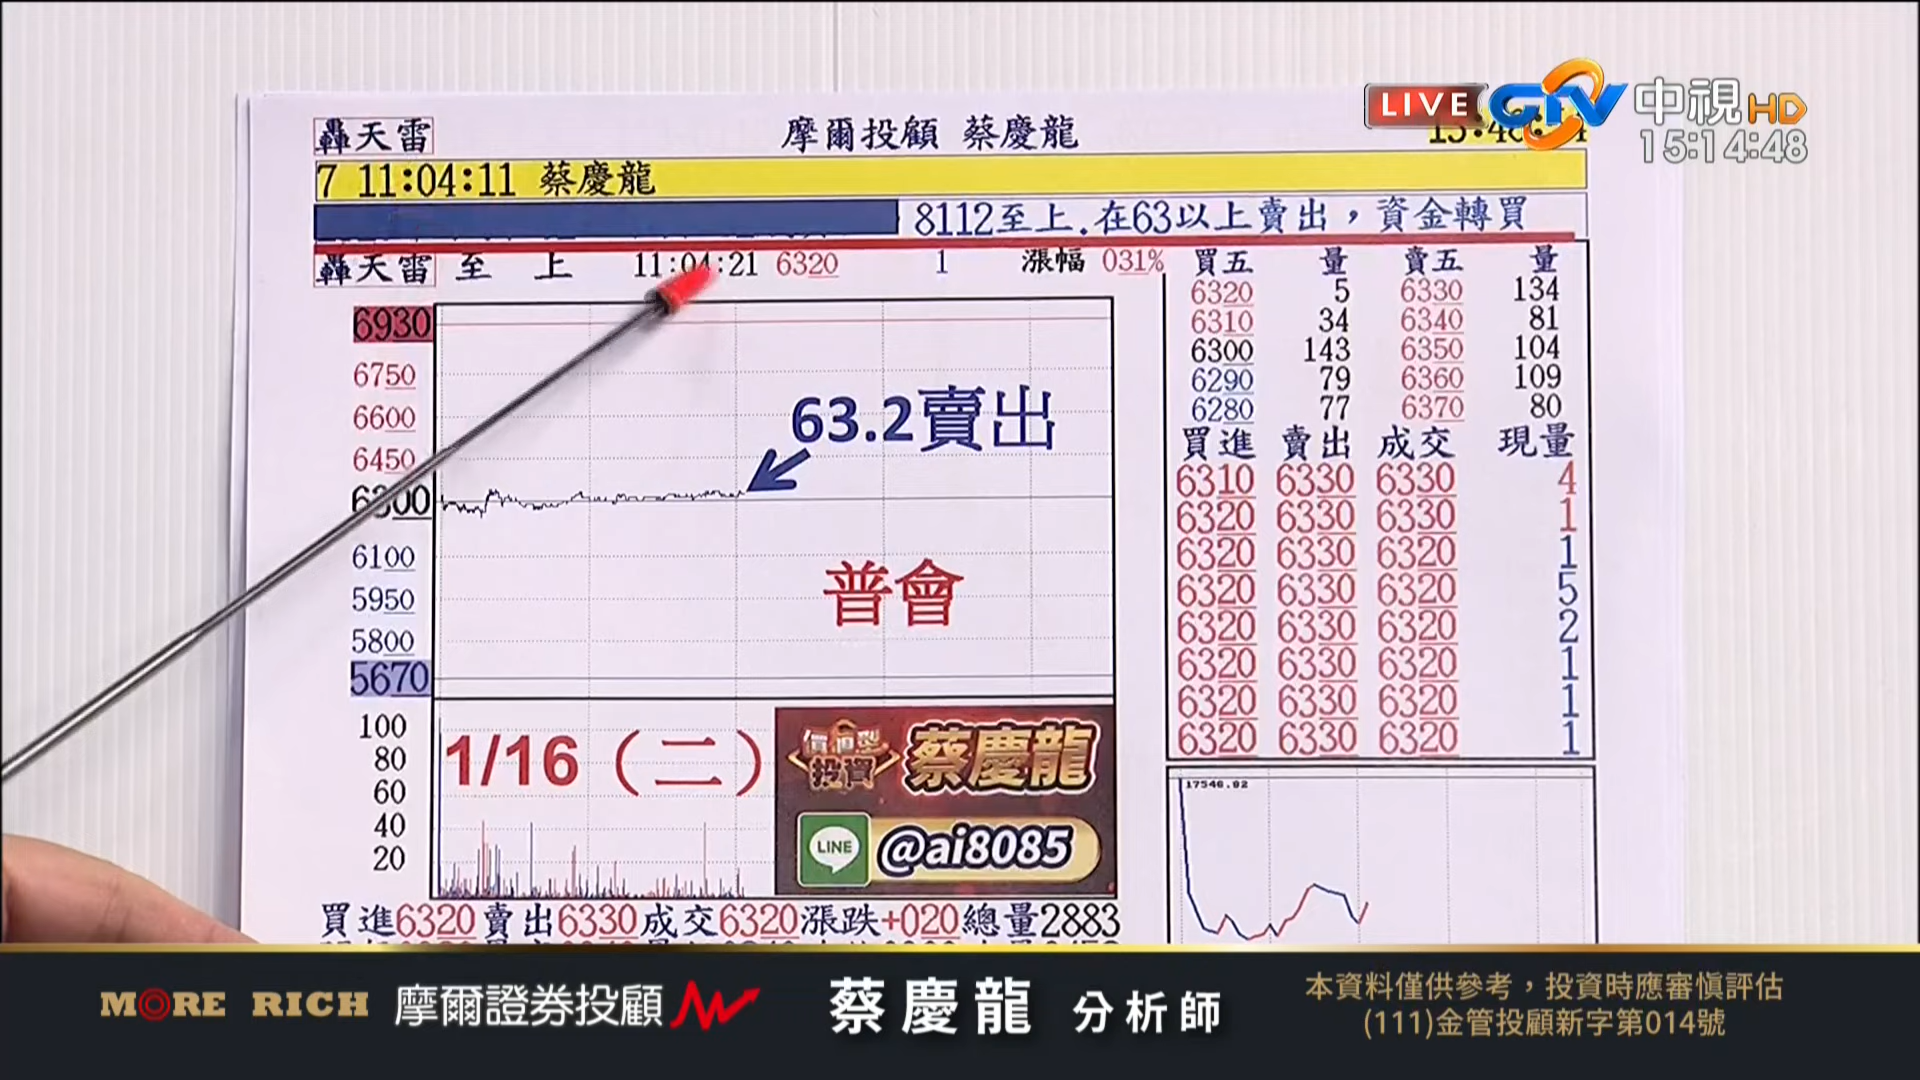 LIVE CTV 中視HD
15:14:48
轟天雷 摩爾投顧 蔡慶龍
7 11:04:11 蔡慶龍
8112至上.在63以上賣出，資金轉買
轟天雷 至上 11:04:21 6320 1 漲幅 031%
買五 量 賣五 量
6320 5 6330 134
6310 34 6340 81
6300 143 6350 104
6290 79 6360 109
6280 77 6370 80
買進 賣出 成交 現量
6310 6330 6330 4
6320 6330 6330 1
6320 6330 6320 1
6320 6330 6320 5
6320 6330 6320 2
6320 6330 6320 1
6320 6330 6320 1
6320 6330 6320 1
6930
6750
6600
6450
6300
6100
5950
5800
5670
63.2賣出
普會
100
80
60
40
20
1/16（二）
價值型投資 蔡慶龍
LINE @ai8085
17546.82
買進6320賣出6330成交6320漲跌+020總量2883
MORE RICH 摩爾證券投顧
蔡慶龍 分析師
本資料僅供參考，投資時應審慎評估
(111)金管投顧新字第014號